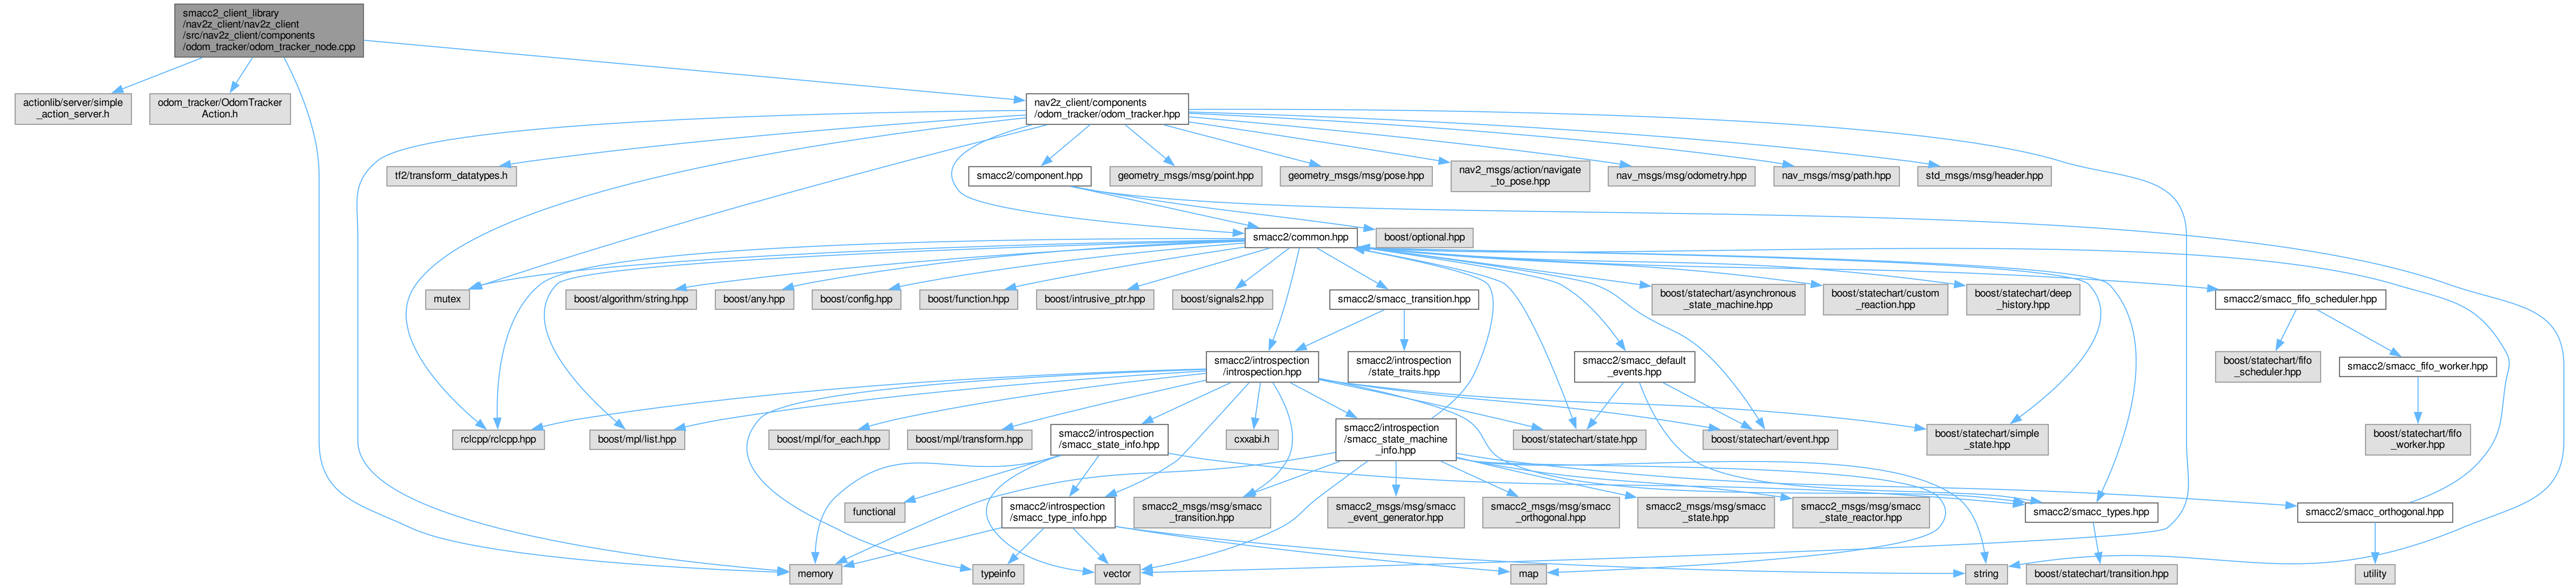 smacc2_client_library
/nav2z_client/nav2z_client
/src/nav2z_client/components
/odom_tracker/odom_tracker_node.cpp
actionlib/server/simple
_action_server.h
odom_tracker/OdomTracker
Action.h
nav2z_client/components
/odom_tracker/odom_tracker.hpp
tf2/transform_datatypes.h
smacc2/component.hpp
geometry_msgs/msg/point.hpp
geometry_msgs/msg/pose.hpp
nav2_msgs/action/navigate
_to_pose.hpp
nav_msgs/msg/odometry.hpp
nav_msgs/msg/path.hpp
std_msgs/msg/header.hpp
smacc2/common.hpp
boost/optional.hpp
mutex
boost/algorithm/string.hpp
boost/any.hpp
boost/config.hpp
boost/function.hpp
boost/intrusive_ptr.hpp
boost/signals2.hpp
smacc2/smacc_transition.hpp
boost/statechart/asynchronous
_state_machine.hpp
boost/statechart/custom
_reaction.hpp
boost/statechart/deep
_history.hpp
smacc2/smacc_fifo_scheduler.hpp
smacc2/introspection
/introspection.hpp
smacc2/introspection
/state_traits.hpp
smacc2/smacc_default
_events.hpp
boost/statechart/fifo
_scheduler.hpp
smacc2/smacc_fifo_worker.hpp
rclcpp/rclcpp.hpp
boost/mpl/list.hpp
boost/mpl/for_each.hpp
boost/mpl/transform.hpp
smacc2/introspection
/smacc_state_info.hpp
cxxabi.h
smacc2/introspection
/smacc_state_machine
_info.hpp
boost/statechart/state.hpp
boost/statechart/event.hpp
boost/statechart/simple
_state.hpp
boost/statechart/fifo
_worker.hpp
functional
smacc2/introspection
/smacc_type_info.hpp
smacc2_msgs/msg/smacc
_transition.hpp
smacc2_msgs/msg/smacc
_event_generator.hpp
smacc2_msgs/msg/smacc
_orthogonal.hpp
smacc2_msgs/msg/smacc
_state.hpp
smacc2_msgs/msg/smacc
_state_reactor.hpp
smacc2/smacc_types.hpp
smacc2/smacc_orthogonal.hpp
memory
typeinfo
vector
map
string
boost/statechart/transition.hpp
utility